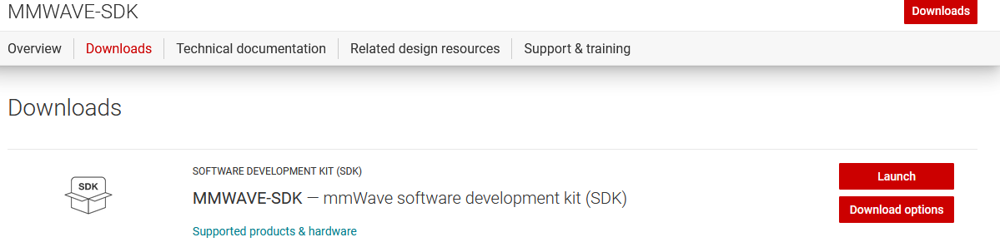 MMWAVE-SDK
Downloads
Overview
Downloads
Technical documentation
Related design resources
Support & training
Downloads
SDK
SOFTWARE DEVELOPMENT KIT (SDK)
MMWAVE-SDK — mmWave software development kit (SDK)
Supported products & hardware
Launch
Download options